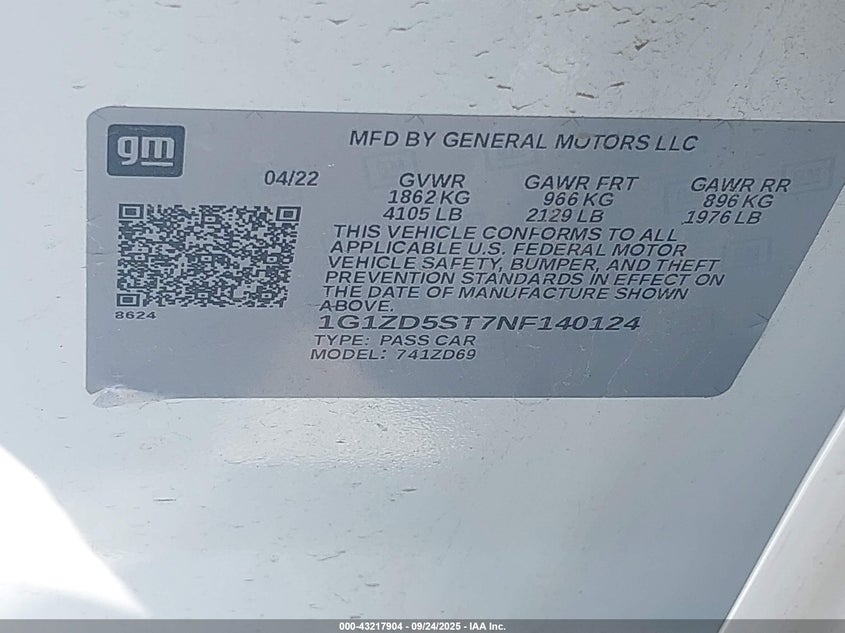 gm
MFD BY GENERAL MOTORS LLC
04/22
GVWR GAWR FRT GAWR RR
1862 KG 966 KG 896 KG
4105 LB 2129 LB 1976 LB
THIS VEHICLE CONFORMS TO ALL
APPLICABLE U.S. FEDERAL MOTOR
VEHICLE SAFETY, BUMPER, AND THEFT
PREVENTION STANDARDS IN EFFECT ON
THE DATE OF MANUFACTURE SHOWN
ABOVE.
8624
1G1ZD5ST7NF140124
TYPE: PASS CAR
MODEL: 741ZD69
000-43217904 - 09/24/2025 - IAA Inc.